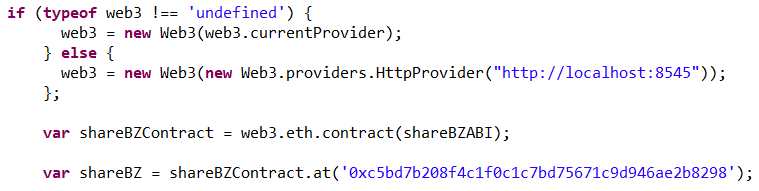 if (typeof web3 !== 'undefined') {
web3 = new Web3(web3.currentProvider);
} else {
web3 = new Web3(new Web3.providers.HttpProvider("http://localhost:8545"));
};
var shareBZContract = web3.eth.contract(shareBZABI);
var shareBZ = shareBZContract.at('0xc5bd7b208f4c1f0c1c7bd75671c9d946ae2b8298');